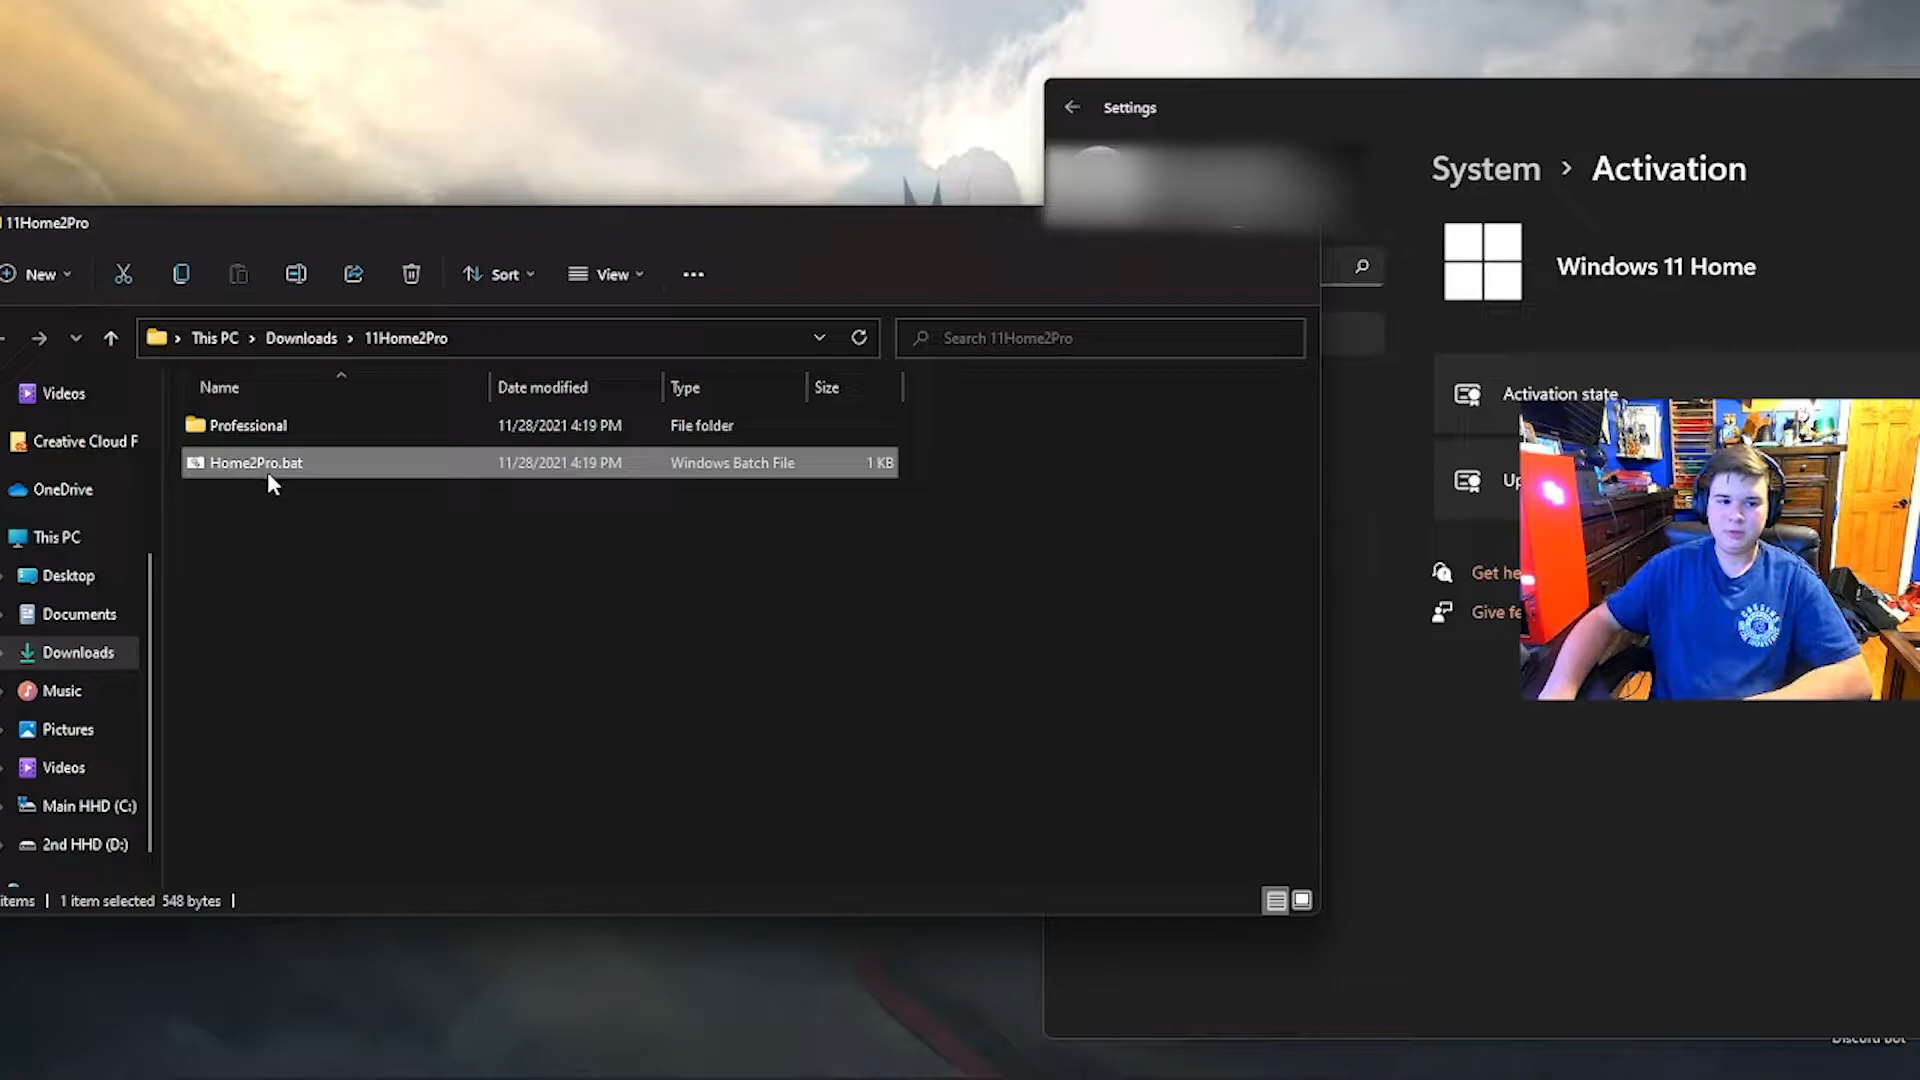 Settings
System > Activation
Windows 11 Home
Activation state
Up
Get he
Give fe
11Home2Pro
New
Sort
View
This PC > Downloads > 11Home2Pro
Search 11Home2Pro
Name
Date modified
Type
Size
Professional
11/28/2021 4:19 PM
File folder
Home2Pro.bat
11/28/2021 4:19 PM
Windows Batch File
1 KB
Videos
Creative Cloud F
OneDrive
This PC
Desktop
Documents
Downloads
Music
Pictures
Videos
Main HHD (C:)
2nd HHD (D:)
items | 1 item selected 548 bytes |